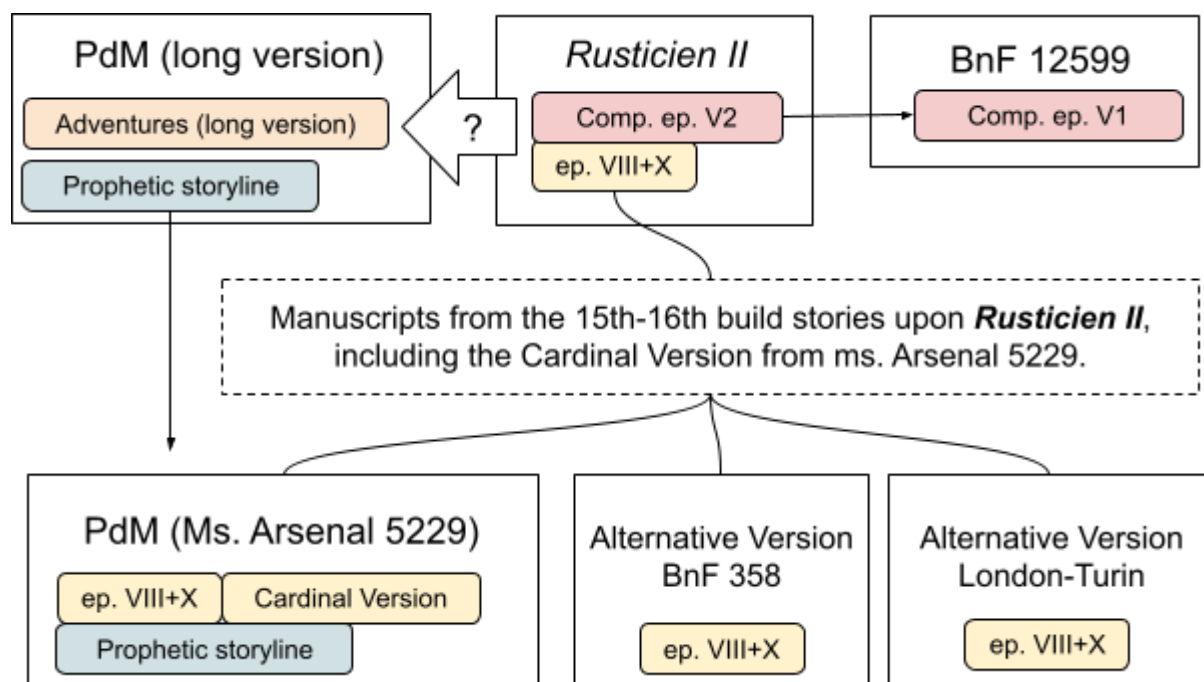 PdM (long version)
Adventures (long version)
Prophetic storyline
?
Rusticien II
Comp. ep. V2
ep. VIII+X
BnF 12599
Comp. ep. V1
Manuscripts from the 15th-16th build stories upon Rusticien II,
including the Cardinal Version from ms. Arsenal 5229.
PdM (Ms. Arsenal 5229)
ep. VIII+X
Cardinal Version
Prophetic storyline
Alternative Version
BnF 358
ep. VIII+X
Alternative Version
London-Turin
ep. VIII+X